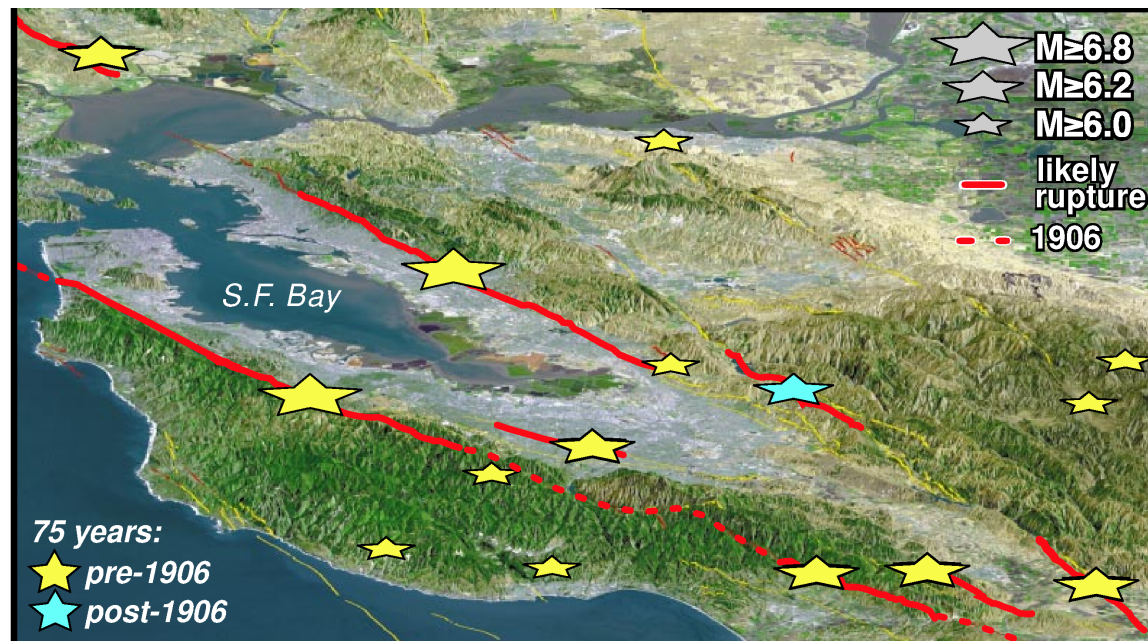 M≥6.8
M≥6.2
M≥6.0
likely
rupture
1906
S.F. Bay
75 years:
pre-1906
post-1906